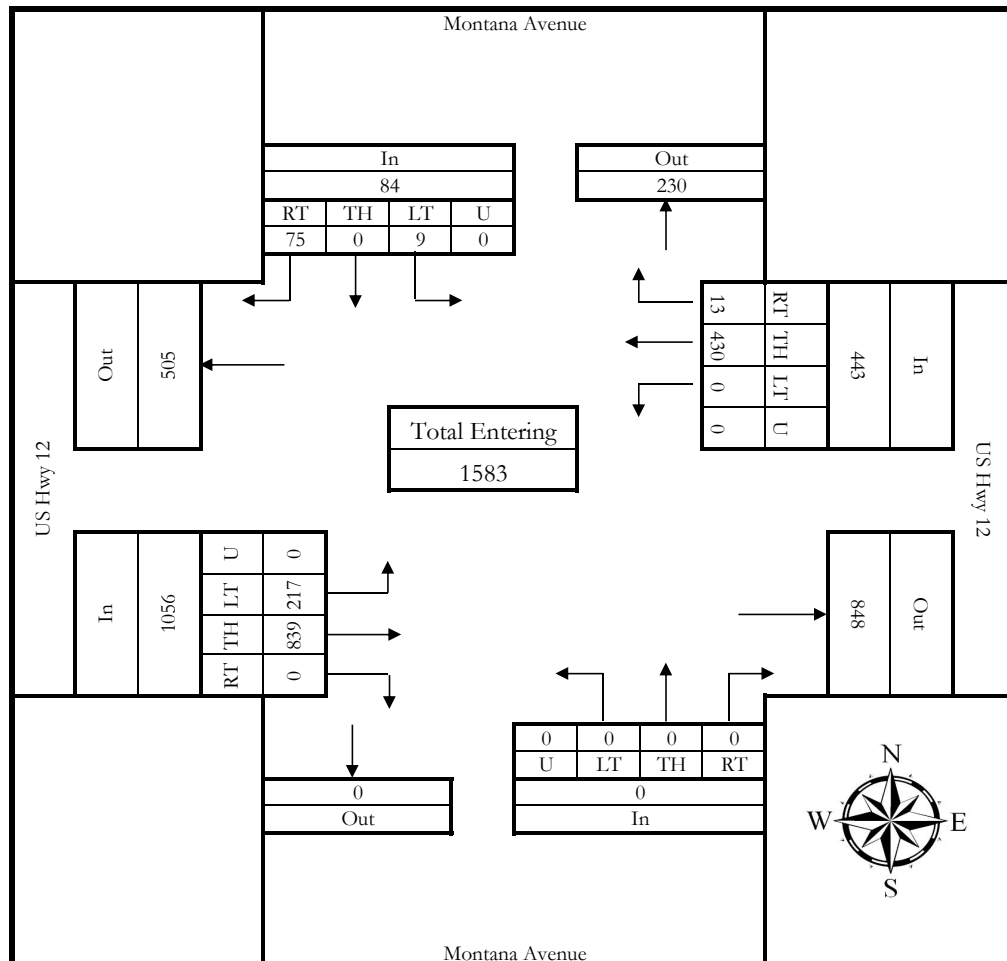 Montana Avenue
In
84
RT TH LT U
75 0 9 0
Out
230
Out
505
US Hwy 12
13 RT
430 TH
0 LT
0 U
443
In
US Hwy 12
Total Entering
1583
In
1056
U 0
LT 217
TH 839
RT 0
848
Out
0 0 0 0
U LT TH RT
0
In
0
Out
N
W E
S
Montana Avenue